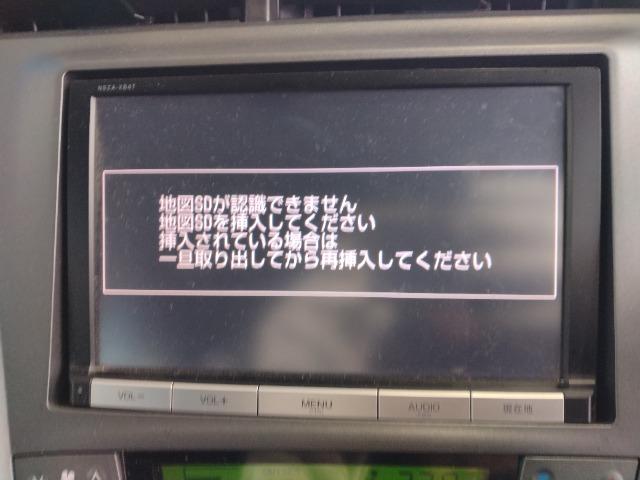 NSZA-X64T
地図SDが認識できません
地図SDを挿入してください
挿入されている場合は
一旦取り出してから再挿入してください
VOL－
VOL＋
MENU
AUDIO
現在地